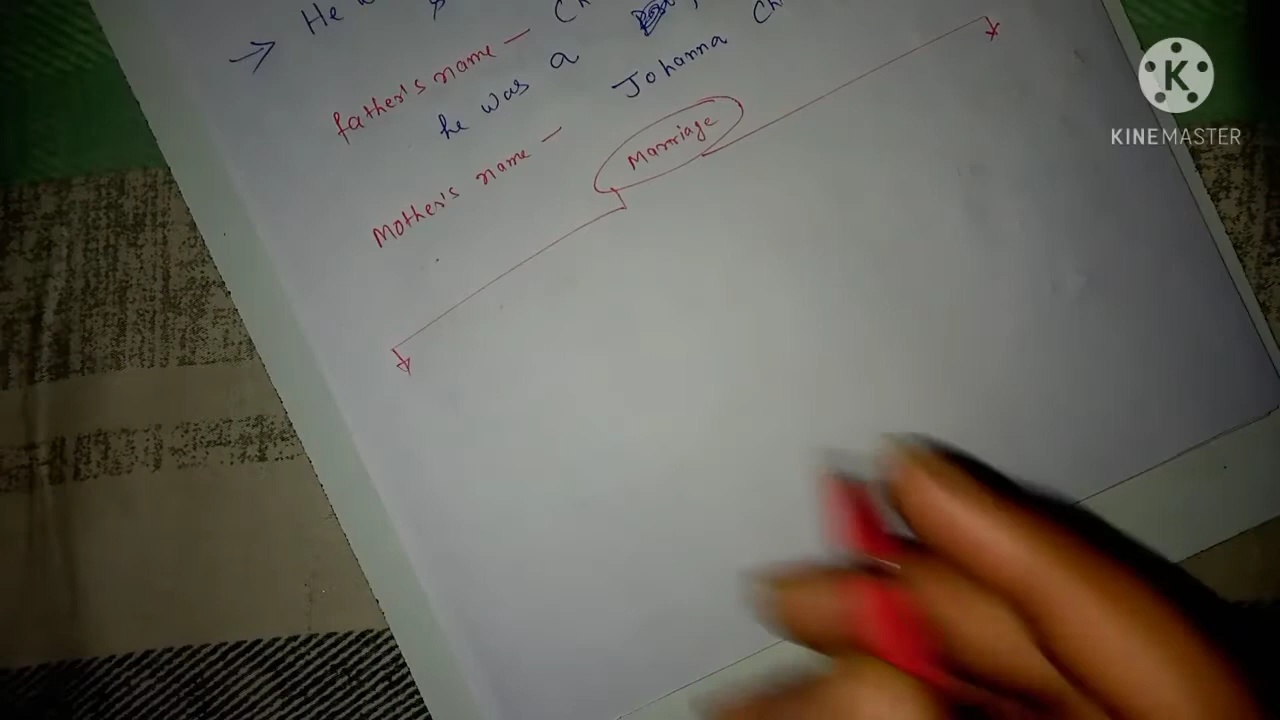 → He
father's name - Ch
he was a
Mother's name - Johanna Ch
Marriage
K
KINEMASTER